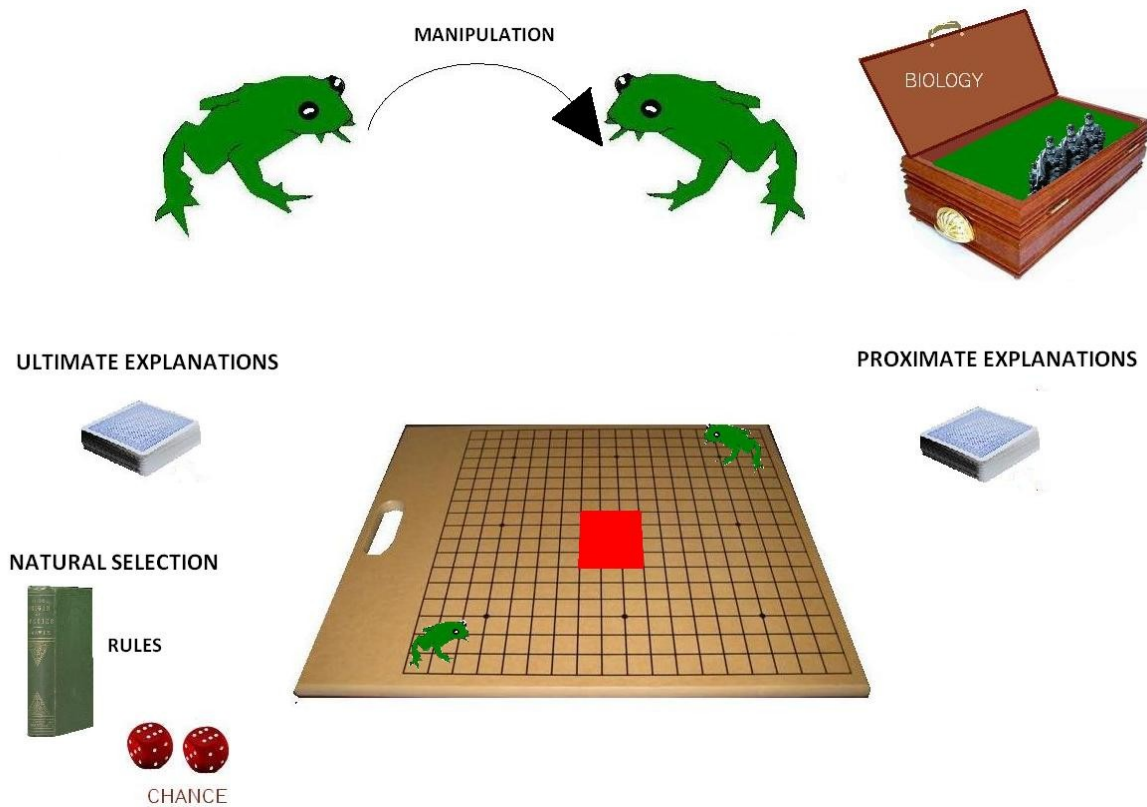 MANIPULATION
BIOLOGY
ULTIMATE EXPLANATIONS
PROXIMATE EXPLANATIONS
NATURAL SELECTION
RULES
CHANCE